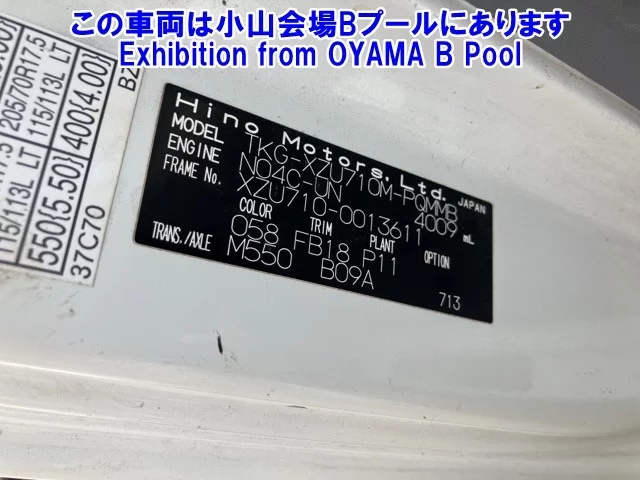 この車両は小山会場Bプールにあります
Exhibition from OYAMA B Pool
205/70R17.5
115/113L LT
115/113L LT
400{4.00}
550{5.50}
37C70
Hino Motors, Ltd. JAPAN
MODEL TKG-XZU710M-PQMMB
ENGINE N04C-UN 4009 mL
FRAME No. XZU710-0013611
COLOR TRIM PLANT OPTION
058 FB18 P11
TRANS./AXLE M550 B09A
713